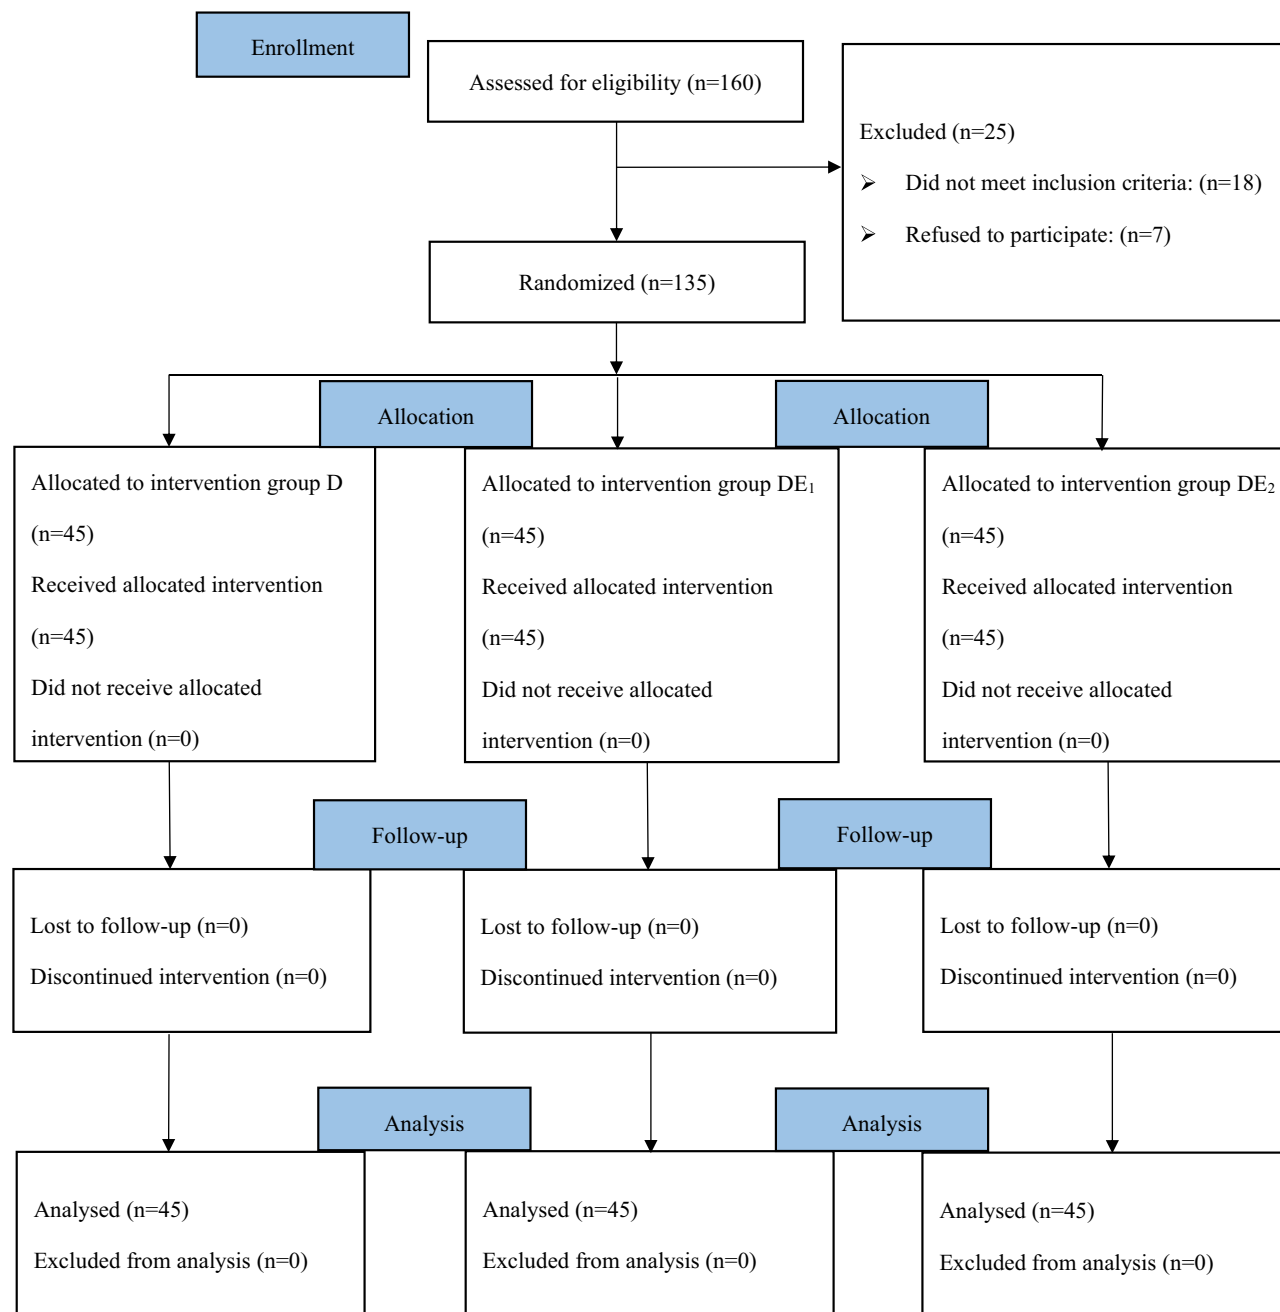 Enrollment
Assessed for eligibility (n=160)
Excluded (n=25)
➢ Did not meet inclusion criteria: (n=18)
➢ Refused to participate: (n=7)
Randomized (n=135)
Allocation
Allocation
Allocated to intervention group D
(n=45)
Received allocated intervention
(n=45)
Did not receive allocated
intervention (n=0)
Allocated to intervention group DE₁
(n=45)
Received allocated intervention
(n=45)
Did not receive allocated
intervention (n=0)
Allocated to intervention group DE₂
(n=45)
Received allocated intervention
(n=45)
Did not receive allocated
intervention (n=0)
Follow-up
Follow-up
Lost to follow-up (n=0)
Discontinued intervention (n=0)
Lost to follow-up (n=0)
Discontinued intervention (n=0)
Lost to follow-up (n=0)
Discontinued intervention (n=0)
Analysis
Analysis
Analysed (n=45)
Excluded from analysis (n=0)
Analysed (n=45)
Excluded from analysis (n=0)
Analysed (n=45)
Excluded from analysis (n=0)